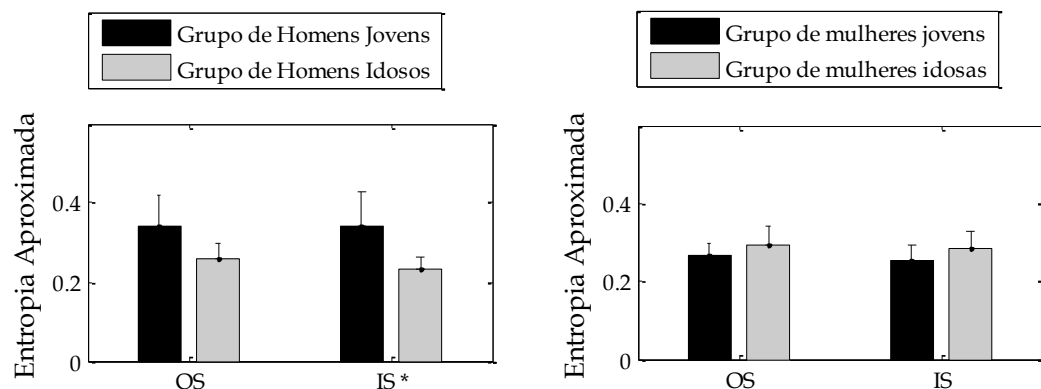 Grupo de Homens Jovens
Grupo de Homens Idosos
Entropia Aproximada
0.4
0.2
0
OS
IS *
Grupo de mulheres jovens
Grupo de mulheres idosas
Entropia Aproximada
0.4
0.2
0
OS
IS